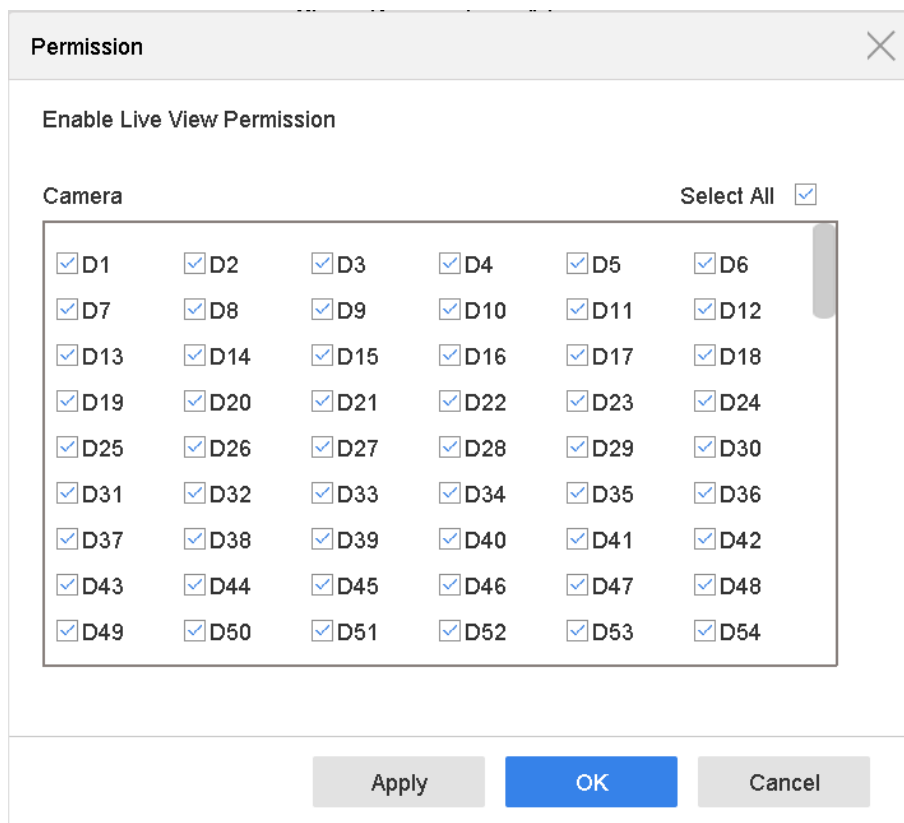 Permission
Enable Live View Permission
Camera Select All
D1 D2 D3 D4 D5 D6
D7 D8 D9 D10 D11 D12
D13 D14 D15 D16 D17 D18
D19 D20 D21 D22 D23 D24
D25 D26 D27 D28 D29 D30
D31 D32 D33 D34 D35 D36
D37 D38 D39 D40 D41 D42
D43 D44 D45 D46 D47 D48
D49 D50 D51 D52 D53 D54
Apply OK Cancel